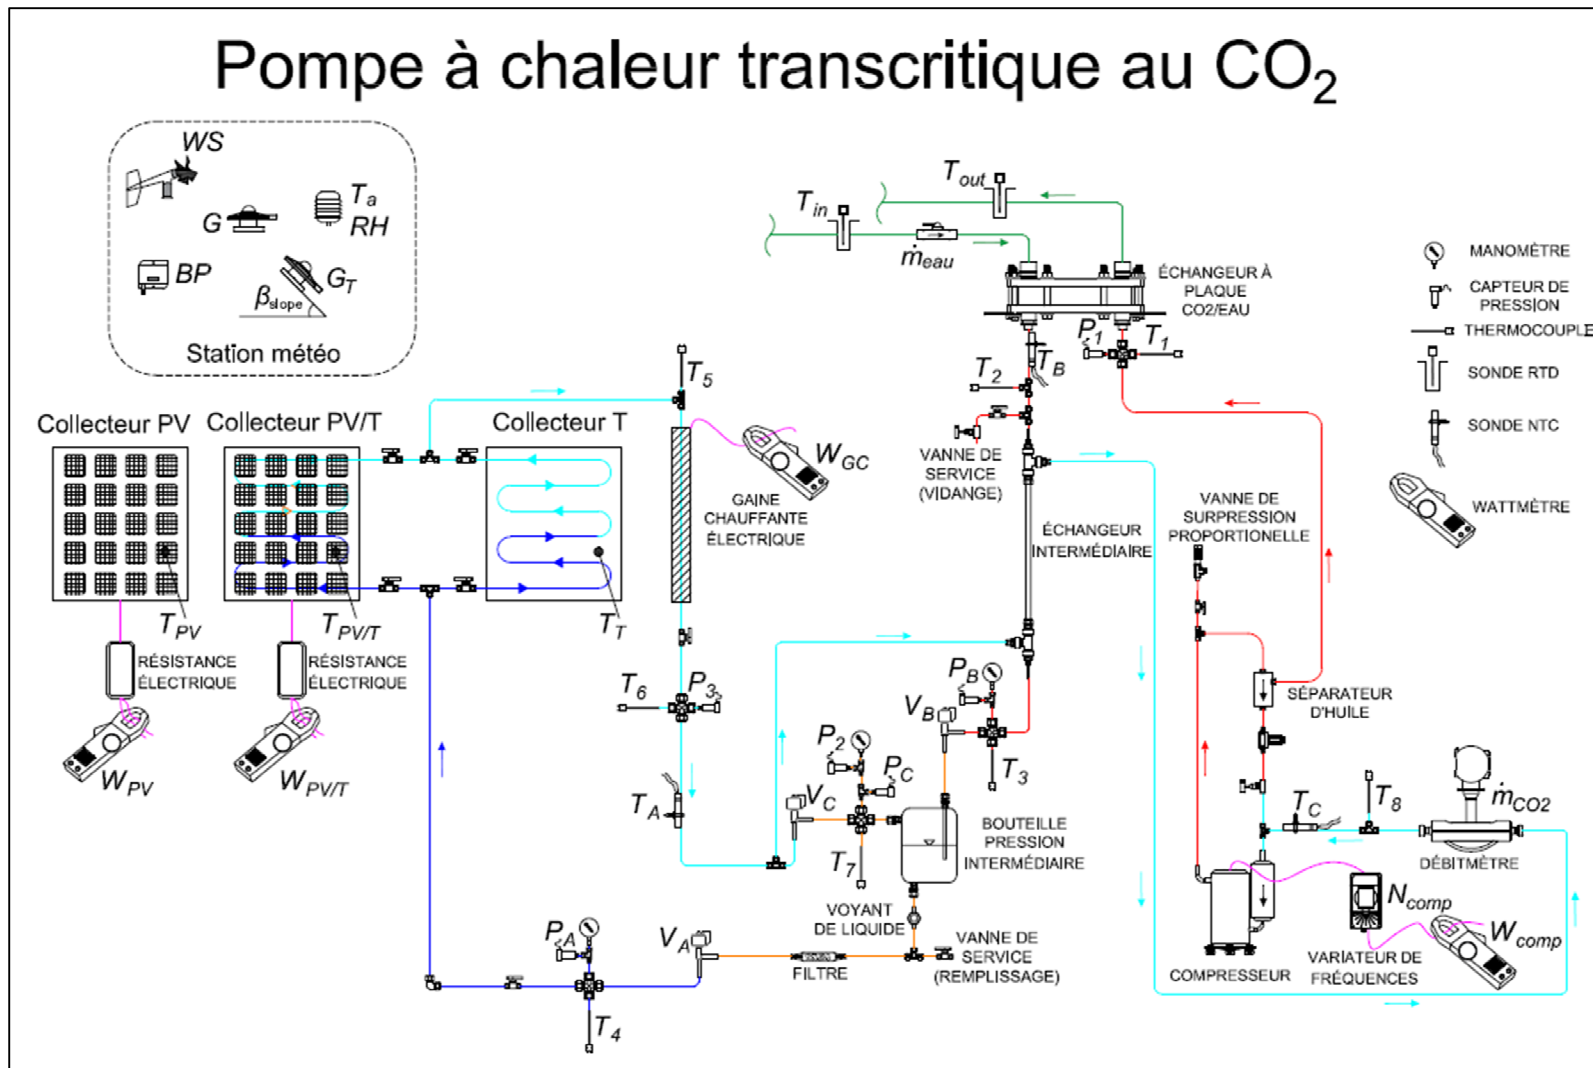 Pompe à chaleur transcritique au CO2
WS
G
Ta
RH
BP
GT
βslope
Station météo
Tout
Tin
ṁeau
ÉCHANGEUR À
PLAQUE
CO2/EAU
P1
T1
TB
T2
VANNE DE
SERVICE
(VIDANGE)
MANOMÈTRE
CAPTEUR DE
PRESSION
THERMOCOUPLE
SONDE RTD
SONDE NTC
WATTMÈTRE
T5
Collecteur PV
Collecteur PV/T
Collecteur T
WGC
GAINE
CHAUFFANTE
ÉLECTRIQUE
ÉCHANGEUR
INTERMÉDIAIRE
VANNE DE
SURPRESSION
PROPORTIONELLE
TPV
TPV/T
TT
RÉSISTANCE
ÉLECTRIQUE
RÉSISTANCE
ÉLECTRIQUE
WPV
WPV/T
T6
P3
PB
VB
T3
SÉPARATEUR
D'HUILE
P2
PC
VC
TA
T7
BOUTEILLE
PRESSION
INTERMÉDIAIRE
TC
T8
ṁCO2
DÉBITMÈTRE
VOYANT
DE LIQUIDE
Ncomp
Wcomp
PA
VA
FILTRE
VANNE DE
SERVICE
(REMPLISSAGE)
COMPRESSEUR
VARIATEUR DE
FRÉQUENCES
T4